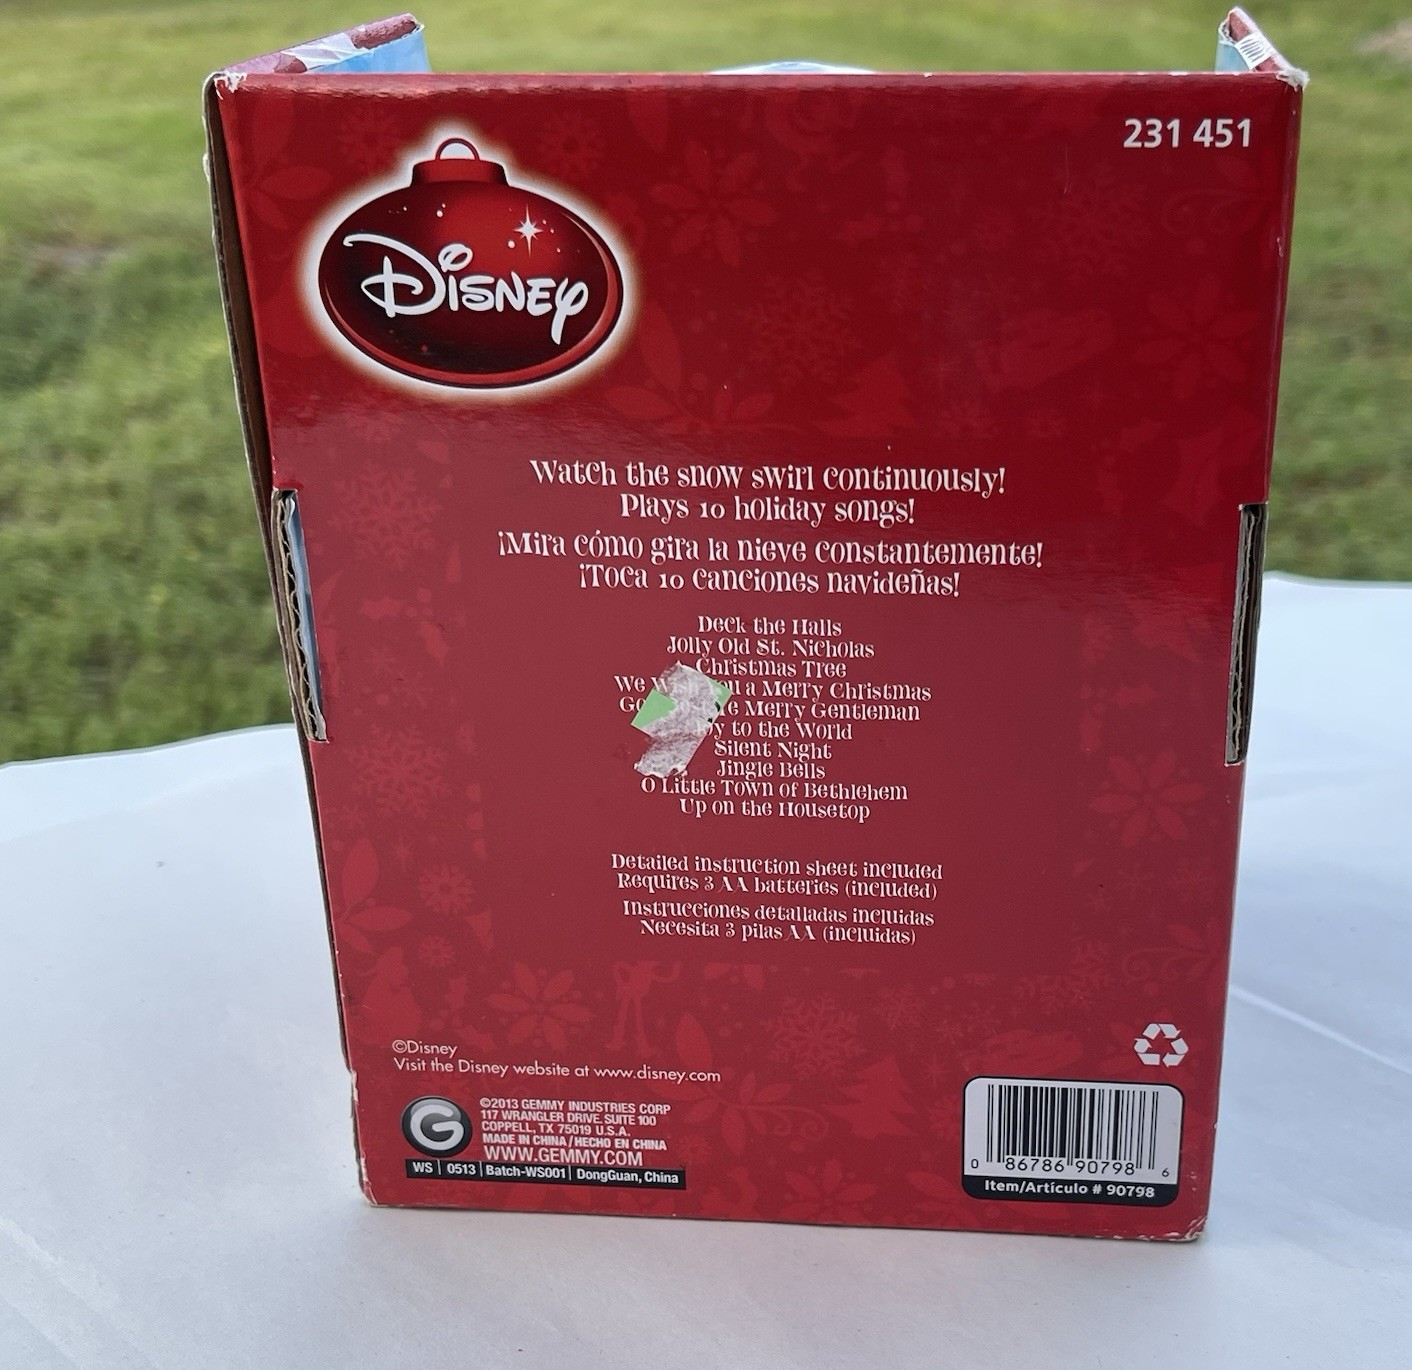 231 451
Disney
Watch the snow swirl continuously!
Plays 10 holiday songs!
¡Mira cómo gira la nieve constantemente!
¡Toca 10 canciones navideñas!
Deck the Halls
Jolly Old St. Nicholas
Christmas Tree
We Wish You a Merry Christmas
Merry Gentleman
to the World
Silent Night
Jingle Bells
O Little Town of Bethlehem
Up on the Housetop
Detailed instruction sheet included
Requires 3 AA batteries (included)
Instrucciones detalladas incluidas
Necesita 3 pilas AA (incluidas)
©Disney
Visit the Disney website at www.disney.com
G
©2013 GEMMY INDUSTRIES CORP
117 WRANGLER DRIVE. SUITE 100
COPPELL, TX 75019 U.S.A.
MADE IN CHINA/HECHO EN CHINA
WWW.GEMMY.COM
WS | 0513 | Batch-WS001 | DongGuan, China
0 86786 90798 6
Item/Artículo # 90798